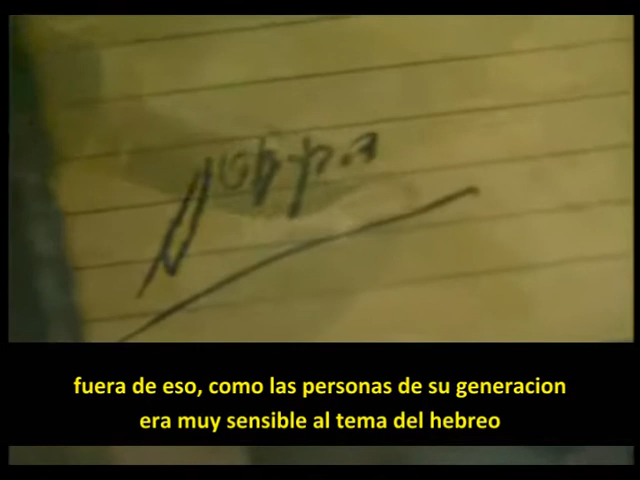 fuera de eso, como las personas de su generacion
era muy sensible al tema del hebreo